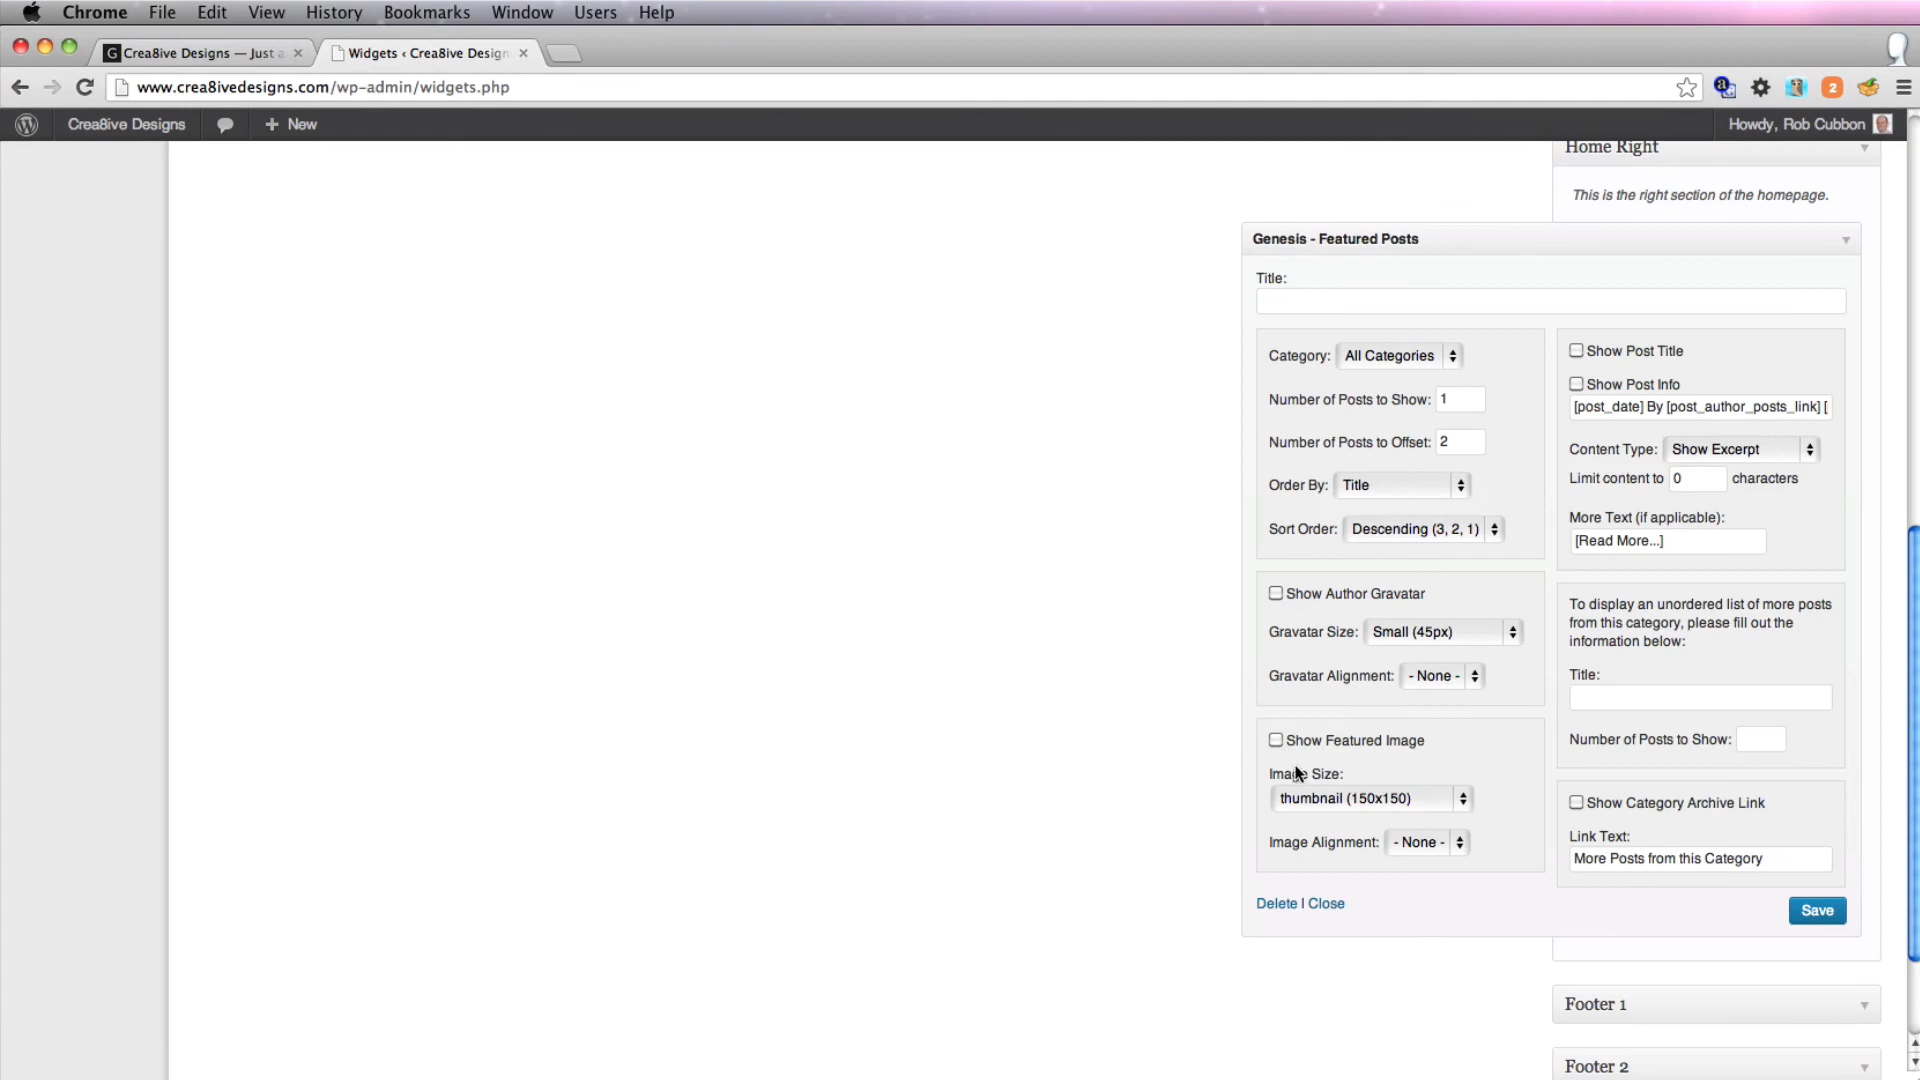 Chrome File Edit View History Bookmarks Window Users Help
Crea8ive Designs — Just a
Widgets ‹ Crea8ive Design
www.crea8ivedesigns.com/wp-admin/widgets.php
2
Crea8ive Designs
+ New
Howdy, Rob Cubbon
Home Right
This is the right section of the homepage.
Genesis - Featured Posts
Title:
Category: All Categories
Number of Posts to Show: 1
Number of Posts to Offset: 2
Order By: Title
Sort Order: Descending (3, 2, 1)
Show Author Gravatar
Gravatar Size: Small (45px)
Gravatar Alignment: - None -
Show Featured Image
Image Size:
thumbnail (150x150)
Image Alignment: - None -
Delete | Close
Show Post Title
Show Post Info
[post_date] By [post_author_posts_link] [
Content Type: Show Excerpt
Limit content to 0 characters
More Text (if applicable):
[Read More...]
To display an unordered list of more posts
from this category, please fill out the
information below:
Title:
Number of Posts to Show:
Show Category Archive Link
Link Text:
More Posts from this Category
Save
Footer 1
Footer 2